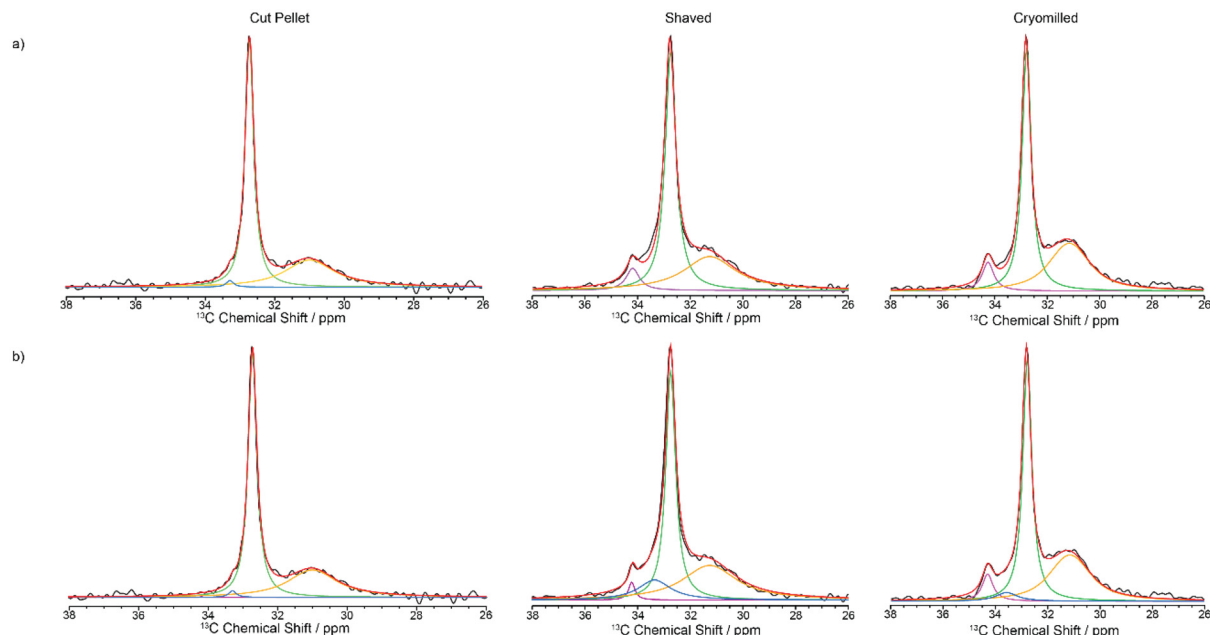 Cut Pellet Shaved Cryomilled
a)
38 36 34 32 30 28 26 38 36 34 32 30 28 26 38 36 34 32 30 28 26
¹³C Chemical Shift / ppm ¹³C Chemical Shift / ppm ¹³C Chemical Shift / ppm
b)
38 36 34 32 30 28 26 38 36 34 32 30 28 26 38 36 34 32 30 28 26
¹³C Chemical Shift / ppm ¹³C Chemical Shift / ppm ¹³C Chemical Shift / ppm